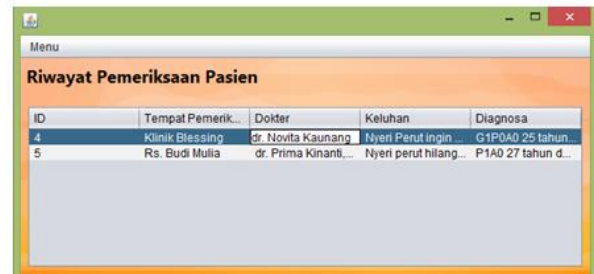 Menu
Riwayat Pemeriksaan Pasien
ID Tempat Pemerik... Dokter Keluhan Diagnosa
4 Klinik Blessing dr. Novita Kaunang Nyeri Perut ingin ... G1P0A0 25 tahun...
5 Rs. Budi Mulia dr. Prima Kinanti,... Nyeri perut hilang... P1A0 27 tahun d...